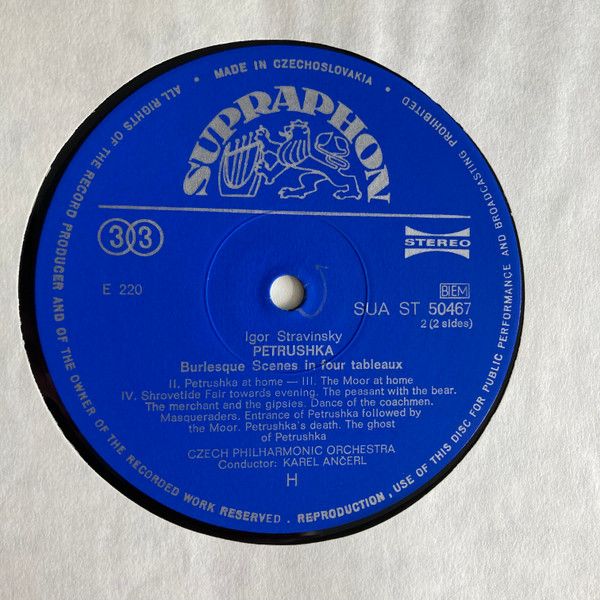 ALL RIGHTS OF THE RECORD PRODUCER AND OF THE OWNER OF THE RECORDED WORK RESERVED . REPRODUCTION, USE OF THIS DISC FOR PUBLIC PERFORMANCE AND BROADCASTING PROHIBITED
• MADE IN CZECHOSLOVAKIA •
SUPRAPHON
33
STEREO
E 220
BIEM
SUA ST 50467
2 (2 sides)
Igor Stravinsky
PETRUSHKA
Burlesque Scenes in four tableaux
II. Petrushka at home — III. The Moor at home
IV. Shrovetide Fair towards evening. The peasant with the bear.
The merchant and the gipsies. Dance of the coachmen.
Masqueraders. Entrance of Petrushka followed by
the Moor. Petrushka's death. The ghost
of Petrushka
CZECH PHILHARMONIC ORCHESTRA
Conductor: KAREL ANČERL
H